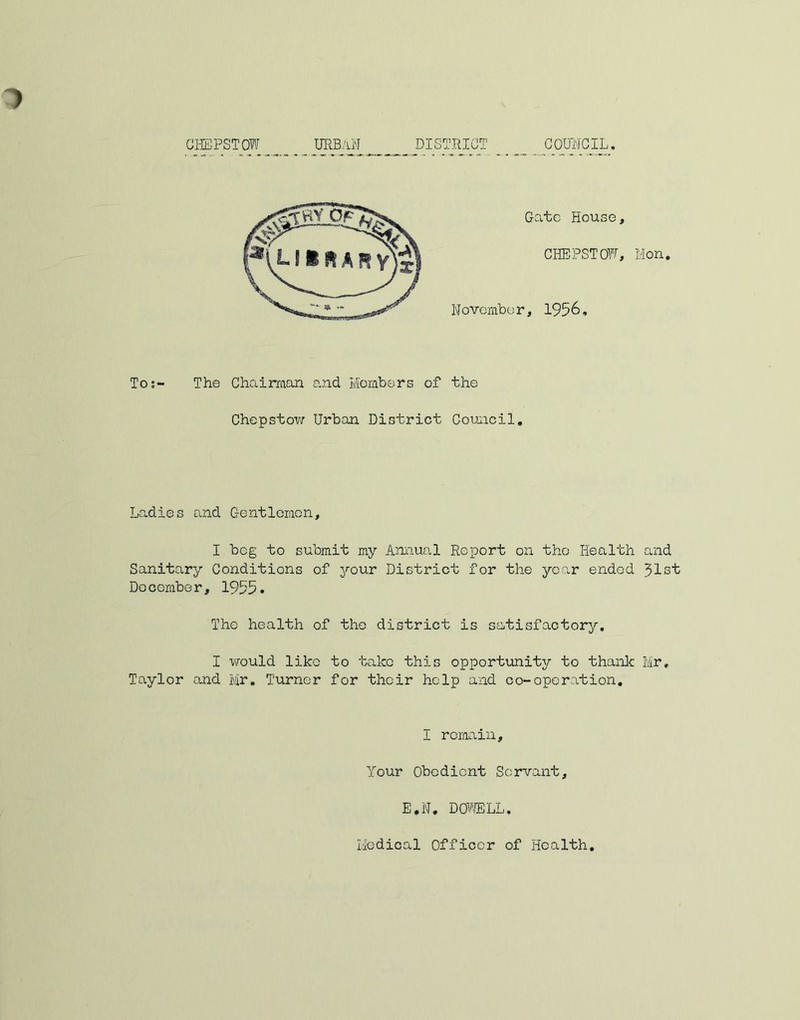 CHEPSTOW URBAN DISTRICT COUNCIL.
MINISTRY OF HEALTH
LIBRARY
Gate House,
CHEPSTOW, Mon.
November, 1956.
To:- The Chairman and Members of the
Chepstow Urban District Council.
Ladies and Gentlemen,
I beg to submit my Annual Report on the Health and
Sanitary Conditions of your District for the year ended 31st
December, 1955.
The health of the district is satisfactory.
I would like to take this opportunity to thank Mr.
Taylor and Mr. Turner for their help and co-operation.
I remain,
Your Obedient Servant,
E.N. DOWELL.
Medical Officer of Health.